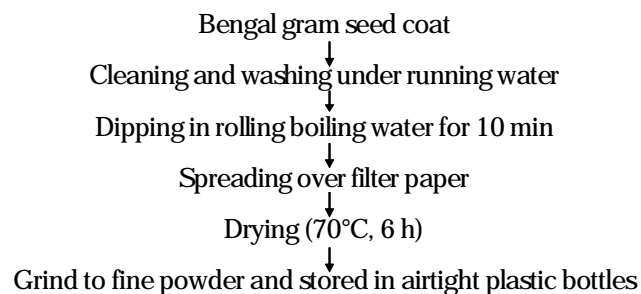 Bengal gram seed coat
Cleaning and washing under running water
Dipping in rolling boiling water for 10 min
Spreading over filter paper
Drying (70°C, 6 h)
Grind to fine powder and stored in airtight plastic bottles